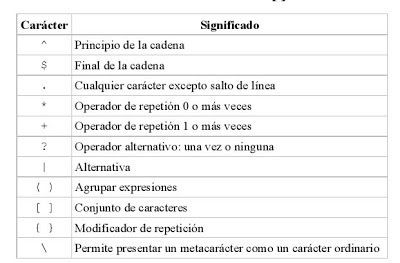 Carácter Significado
^ Principio de la cadena
$ Final de la cadena
. Cualquier carácter excepto salto de línea
* Operador de repetión 0 o más veces
+ Operador de repetión 1 o más veces
? Operador alternativo: una vez o ninguna
| Alternativa
( ) Agrupar expresiones
[ ] Conjunto de caracteres
{ } Modificador de repetición
\ Permite presentar un metacarácter como un carácter ordinario